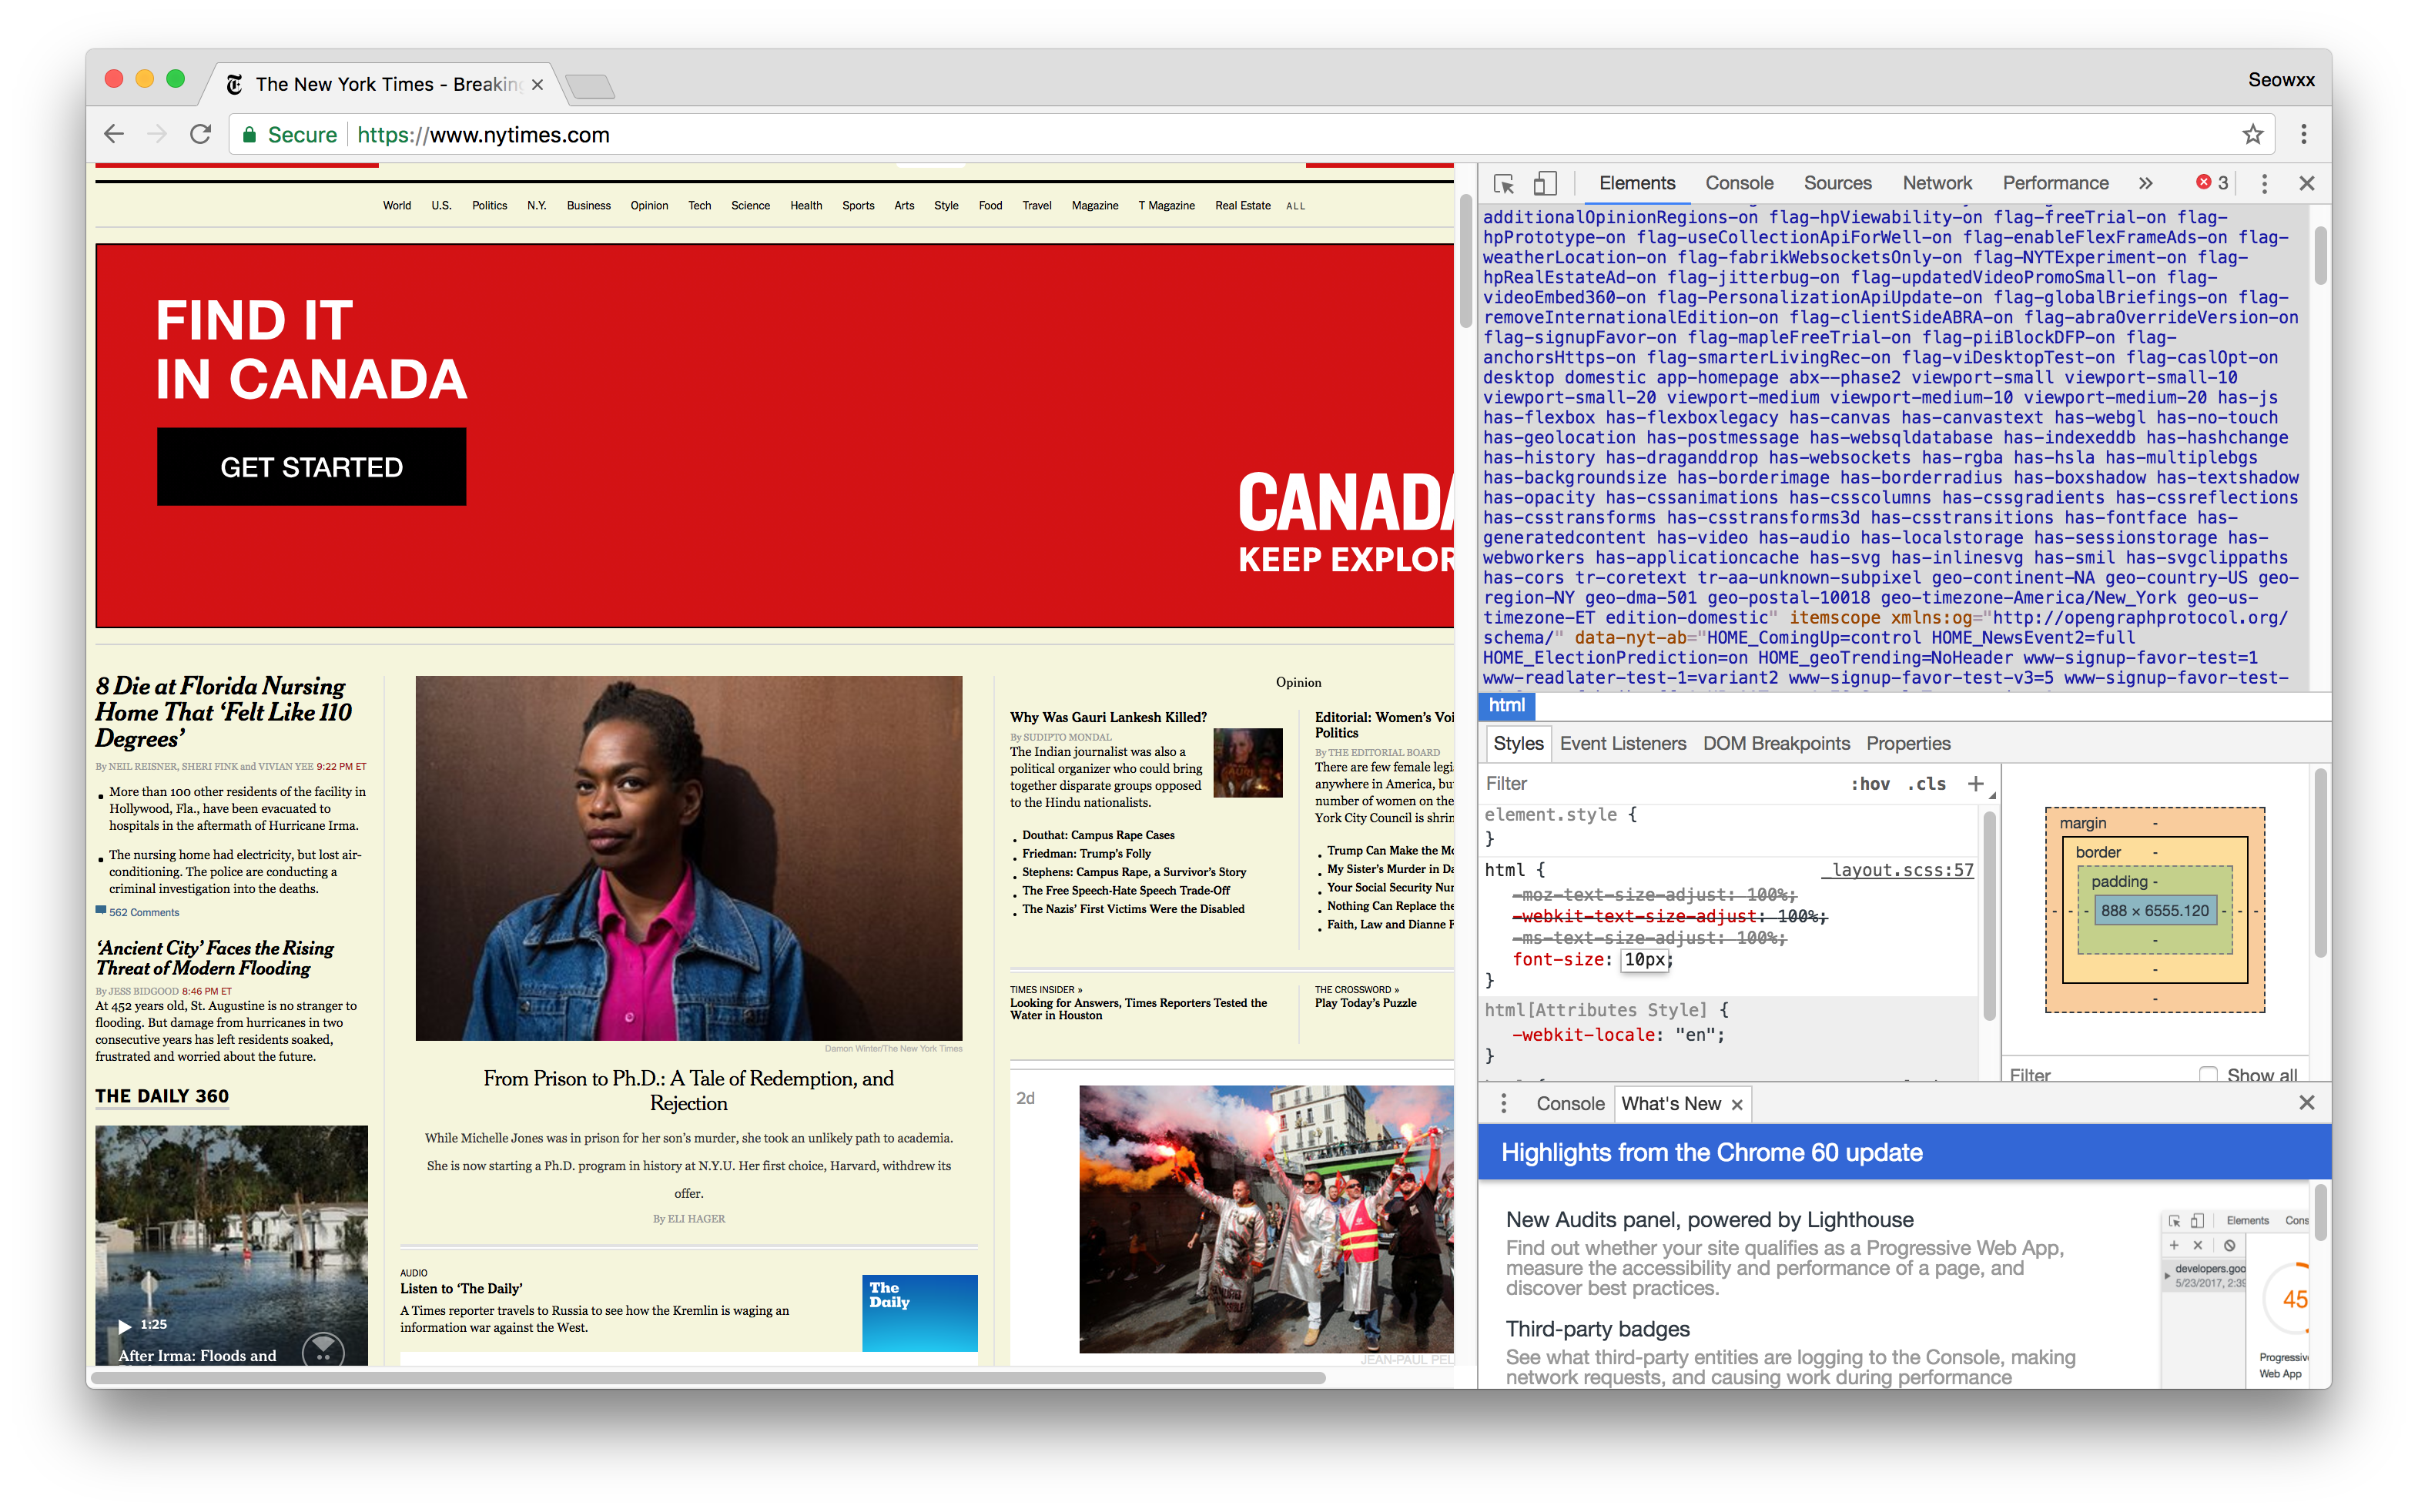 The New York Times - Breaking
Seowxx
Secure
https://www.nytimes.com
World U.S. Politics N.Y. Business Opinion Tech Science Health Sports Arts Style Food Travel Magazine T Magazine Real Estate ALL
FIND IT
IN CANADA
GET STARTED
CANADA
KEEP EXPLOR
8 Die at Florida Nursing
Home That ‘Felt Like 110
Degrees’
By NEIL REISNER, SHERI FINK and VIVIAN YEE 9:22 PM ET
More than 100 other residents of the facility in
Hollywood, Fla., have been evacuated to
hospitals in the aftermath of Hurricane Irma.
The nursing home had electricity, but lost air-
conditioning. The police are conducting a
criminal investigation into the deaths.
562 Comments
‘Ancient City’ Faces the Rising
Threat of Modern Flooding
By JESS BIDGOOD 8:46 PM ET
At 452 years old, St. Augustine is no stranger to
flooding. But damage from hurricanes in two
consecutive years has left residents soaked,
frustrated and worried about the future.
THE DAILY 360
1:25
After Irma: Floods and
Damon Winter/The New York Times
From Prison to Ph.D.: A Tale of Redemption, and
Rejection
While Michelle Jones was in prison for her son’s murder, she took an unlikely path to academia.
She is now starting a Ph.D. program in history at N.Y.U. Her first choice, Harvard, withdrew its
offer.
By ELI HAGER
AUDIO
Listen to ‘The Daily’
A Times reporter travels to Russia to see how the Kremlin is waging an
information war against the West.
The
Daily
Opinion
Why Was Gauri Lankesh Killed?
By SUDIPTO MONDAL
The Indian journalist was also a
political organizer who could bring
together disparate groups opposed
to the Hindu nationalists.
Douthat: Campus Rape Cases
Friedman: Trump’s Folly
Stephens: Campus Rape, a Survivor’s Story
The Free Speech-Hate Speech Trade-Off
The Nazis’ First Victims Were the Disabled
Editorial: Women’s Voi
Politics
By THE EDITORIAL BOARD
There are few female legi
anywhere in America, bu
number of women on the
York City Council is shrin
Trump Can Make the Mo
My Sister’s Murder in Da
Your Social Security Nur
Nothing Can Replace the
Faith, Law and Dianne F
TIMES INSIDER »
Looking for Answers, Times Reporters Tested the
Water in Houston
THE CROSSWORD »
Play Today’s Puzzle
2d
JEAN-PAUL PEL
Elements Console Sources Network Performance » 3
additionalOpinionRegions-on flag-hpViewability-on flag-freeTrial-on flag-
hpPrototype-on flag-useCollectionApiForWell-on flag-enableFlexFrameAds-on flag-
weatherLocation-on flag-fabrikWebsocketsOnly-on flag-NYTExperiment-on flag-
hpRealEstateAd-on flag-jitterbug-on flag-updatedVideoPromoSmall-on flag-
videoEmbed360-on flag-PersonalizationApiUpdate-on flag-globalBriefings-on flag-
removeInternationalEdition-on flag-clientSideABRA-on flag-abraOverrideVersion-on
flag-signupFavor-on flag-mapleFreeTrial-on flag-piiBlockDFP-on flag-
anchorsHttps-on flag-smarterLivingRec-on flag-viDesktopTest-on flag-caslOpt-on
desktop domestic app-homepage abx--phase2 viewport-small viewport-small-10
viewport-small-20 viewport-medium viewport-medium-10 viewport-medium-20 has-js
has-flexbox has-flexboxlegacy has-canvas has-canvastext has-webgl has-no-touch
has-geolocation has-postmessage has-websqldatabase has-indexeddb has-hashchange
has-history has-draganddrop has-websockets has-rgba has-hsla has-multiplebgs
has-backgroundsize has-borderimage has-borderradius has-boxshadow has-textshadow
has-opacity has-cssanimations has-csscolumns has-cssgradients has-cssreflections
has-csstransforms has-csstransforms3d has-csstransitions has-fontface has-
generatedcontent has-video has-audio has-localstorage has-sessionstorage has-
webworkers has-applicationcache has-svg has-inlinesvg has-smil has-svgclippaths
has-cors tr-coretext tr-aa-unknown-subpixel geo-continent-NA geo-country-US geo-
region-NY geo-dma-501 geo-postal-10018 geo-timezone-America/New_York geo-us-
timezone-ET edition-domestic" itemscope xmlns:og="http://opengraphprotocol.org/
schema/" data-nyt-ab="HOME_ComingUp=control HOME_NewsEvent2=full
HOME_ElectionPrediction=on HOME_geoTrending=NoHeader www-signup-favor-test=1
www-readlater-test-1=variant2 www-signup-favor-test-v3=5 www-signup-favor-test-
html
Styles Event Listeners DOM Breakpoints Properties
Filter :hov .cls +
element.style {
}
html { _layout.scss:57
-moz-text-size-adjust: 100%;
-webkit-text-size-adjust: 100%;
-ms-text-size-adjust: 100%;
font-size: 10px;
}
html[Attributes Style] {
-webkit-locale: "en";
}
margin -
border -
padding -
- - - 888 × 6555.120 - - -
-
-
-
Filter Show all
Console What's New
Highlights from the Chrome 60 update
New Audits panel, powered by Lighthouse
Find out whether your site qualifies as a Progressive Web App,
measure the accessibility and performance of a page, and
discover best practices.
Third-party badges
See what third-party entities are logging to the Console, making
network requests, and causing work during performance
Elements Cons
developers.goo
5/23/2017, 2:39
45
Progressiv
Web App